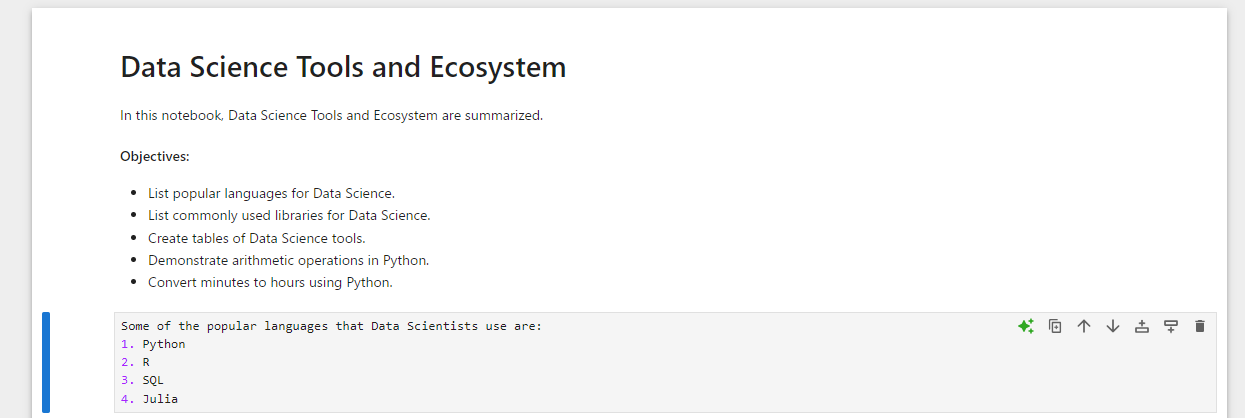 Data Science Tools and Ecosystem
In this notebook, Data Science Tools and Ecosystem are summarized.
Objectives:
List popular languages for Data Science.
List commonly used libraries for Data Science.
Create tables of Data Science tools.
Demonstrate arithmetic operations in Python.
Convert minutes to hours using Python.
Some of the popular languages that Data Scientists use are:
1. Python
2. R
3. SQL
4. Julia